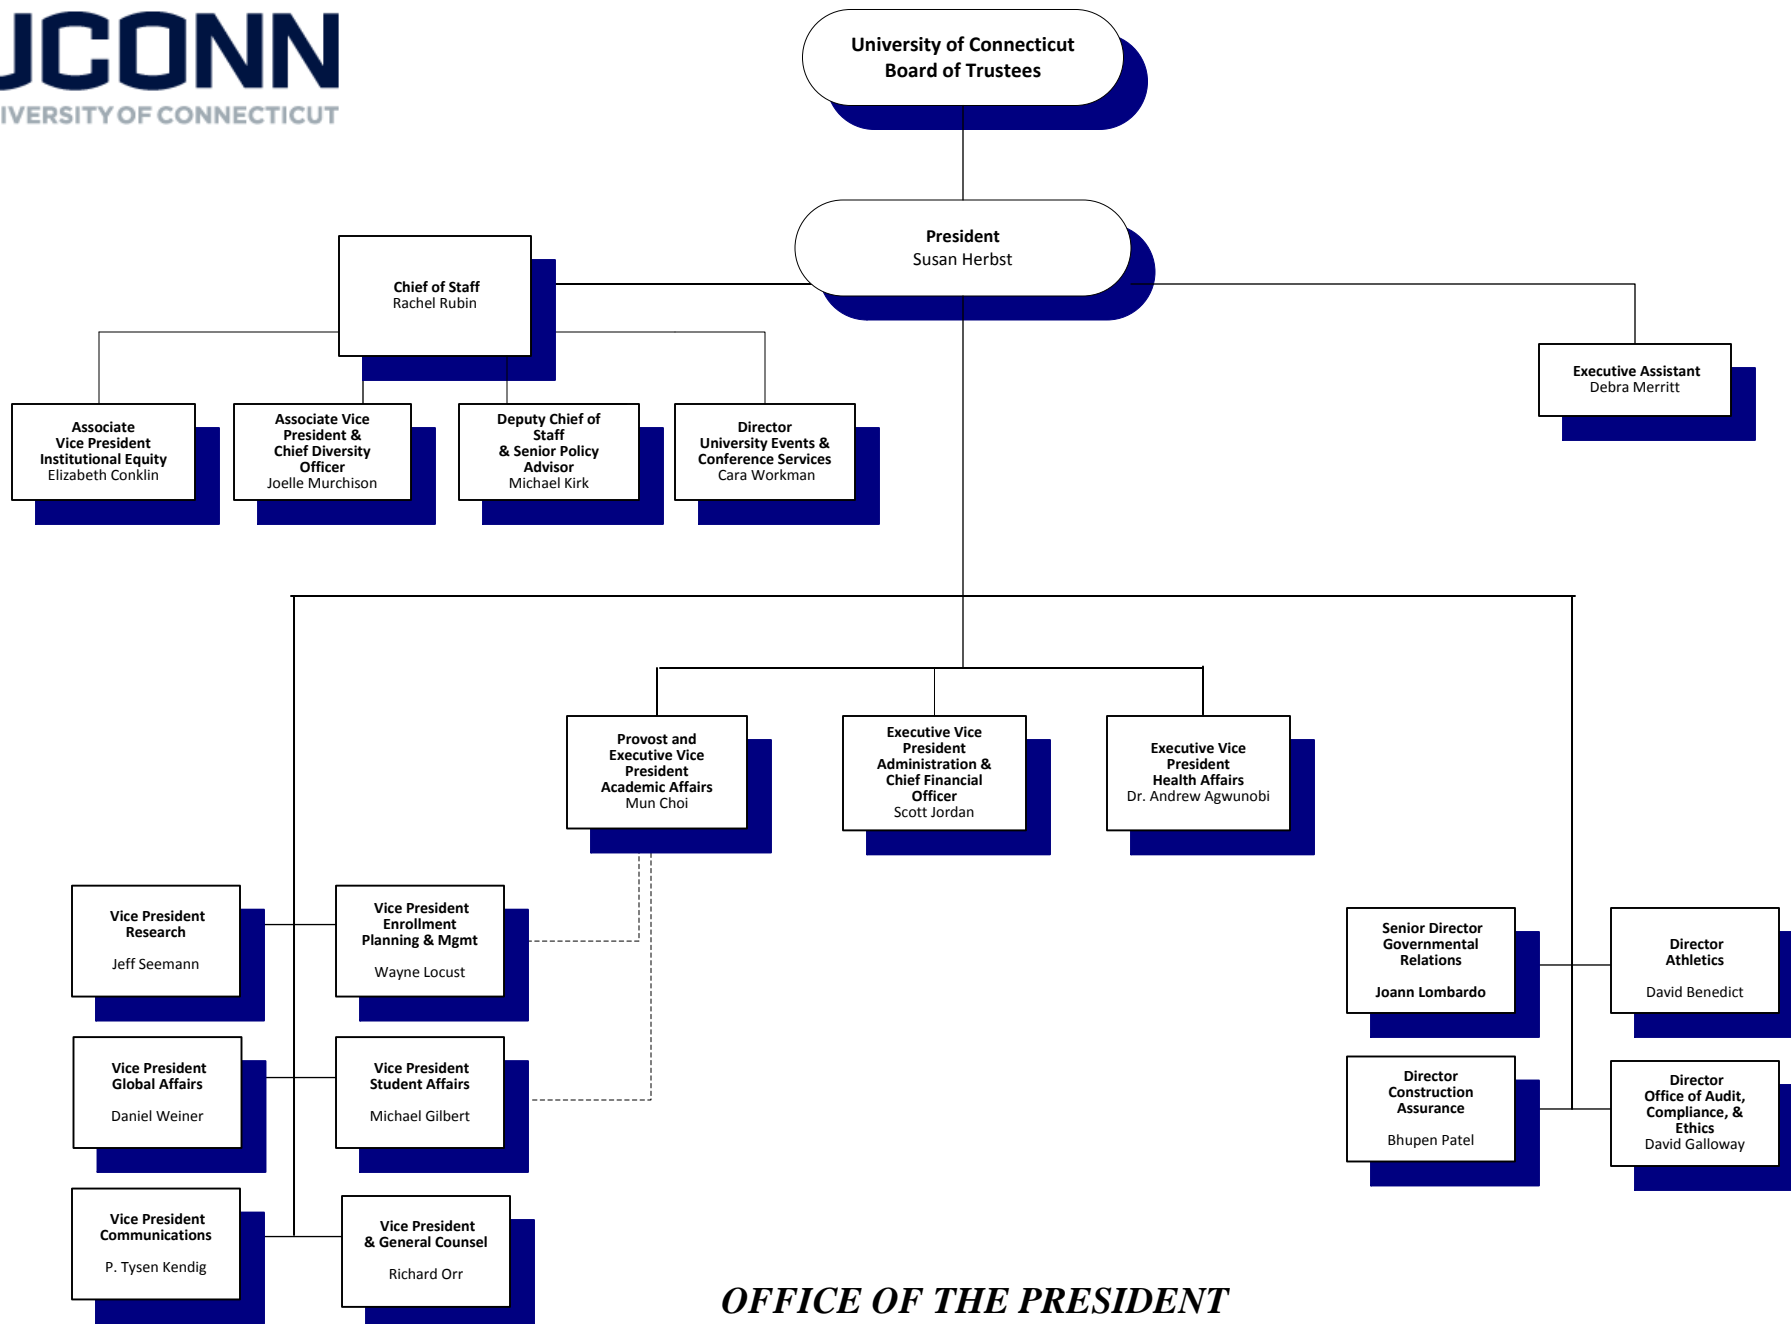 UCONN
UNIVERSITY OF CONNECTICUT
University of Connecticut
Board of Trustees
President
Susan Herbst
Chief of Staff
Rachel Rubin
Executive Assistant
Debra Merritt
Associate
Vice President
Institutional Equity
Elizabeth Conklin
Associate Vice
President &
Chief Diversity
Officer
Joelle Murchison
Deputy Chief of
Staff
& Senior Policy
Advisor
Michael Kirk
Director
University Events &
Conference Services
Cara Workman
Provost and
Executive Vice
President
Academic Affairs
Mun Choi
Executive Vice
President
Administration &
Chief Financial
Officer
Scott Jordan
Executive Vice
President
Health Affairs
Dr. Andrew Agwunobi
Vice President
Research
Jeff Seemann
Vice President
Enrollment
Planning & Mgmt
Wayne Locust
Senior Director
Governmental
Relations
Joann Lombardo
Director
Athletics
David Benedict
Vice President
Global Affairs
Daniel Weiner
Vice President
Student Affairs
Michael Gilbert
Director
Construction
Assurance
Bhupen Patel
Director
Office of Audit,
Compliance, &
Ethics
David Galloway
Vice President
Communications
P. Tysen Kendig
Vice President
& General Counsel
Richard Orr
OFFICE OF THE PRESIDENT